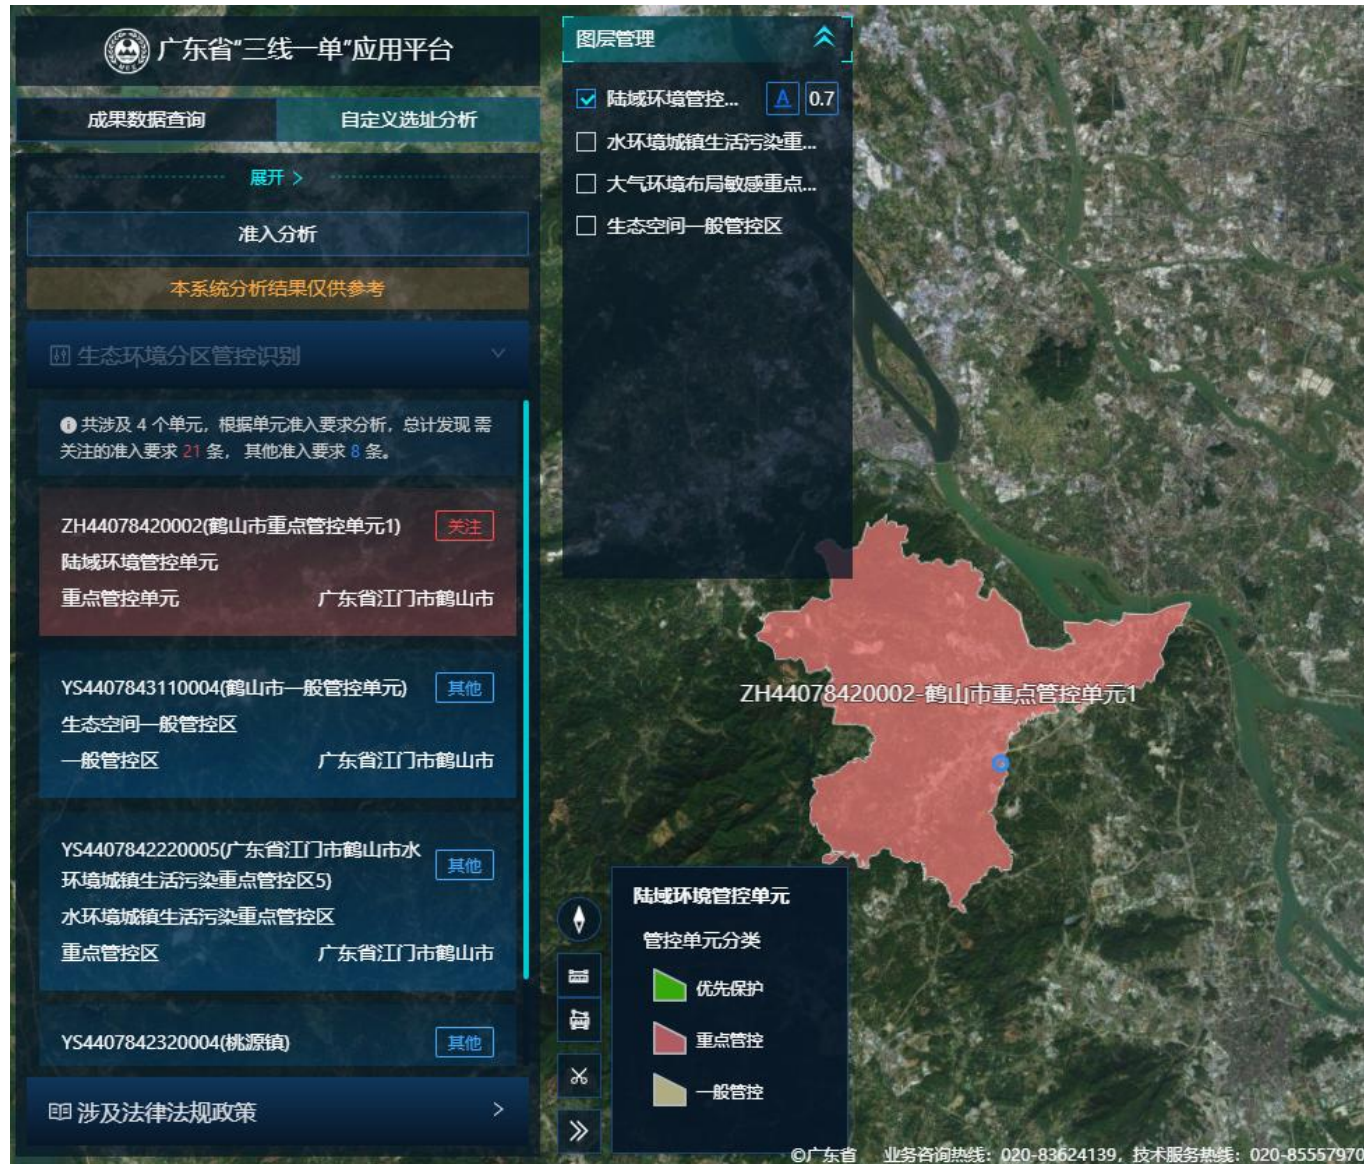 广东省"三线一单"应用平台
成果数据查询
自定义选址分析
展开 >
准入分析
本系统分析结果仅供参考
生态环境分区管控识别
共涉及 4 个单元，根据单元准入要求分析，总计发现 需
关注的准入要求 21 条， 其他准入要求 8 条。
ZH44078420002(鹤山市重点管控单元1)
关注
陆域环境管控单元
重点管控单元
广东省江门市鹤山市
YS4407843110004(鹤山市一般管控单元)
其他
生态空间一般管控区
一般管控区
广东省江门市鹤山市
YS4407842220005(广东省江门市鹤山市水
环境城镇生活污染重点管控区5)
其他
水环境城镇生活污染重点管控区
重点管控区
广东省江门市鹤山市
YS4407842320004(桃源镇)
其他
涉及法律法规政策
图层管理
陆域环境管控...
A
0.7
水环境城镇生活污染重...
大气环境布局敏感重点...
生态空间一般管控区
ZH44078420002-鹤山市重点管控单元1
陆域环境管控单元
管控单元分类
优先保护
重点管控
一般管控
©广东省 业务咨询热线：020-83624139，技术服务热线：020-85557970